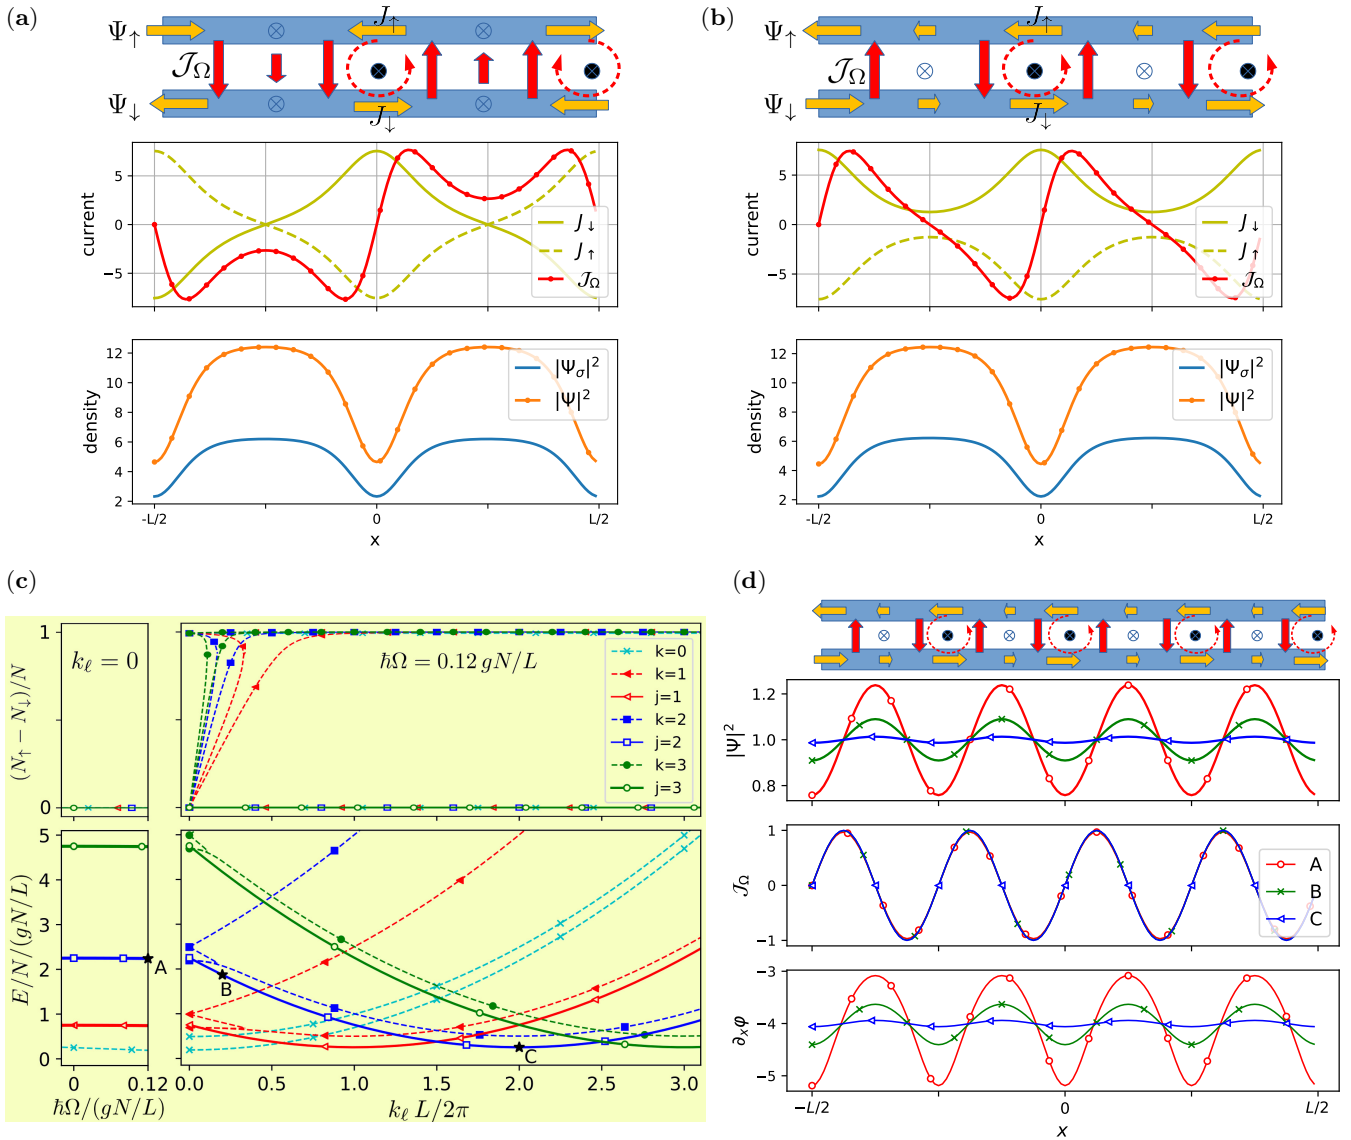 (a)
Ψ↑
J↑
𝒥Ω
Ψ↓
J↓
current
5
0
−5
J↓
J↑
𝒥Ω
density
12
10
8
6
4
2
|Ψσ|²
|Ψ|²
-L/2
0
L/2
x
(b)
Ψ↑
J↑
𝒥Ω
Ψ↓
J↓
current
5
0
−5
J↓
J↑
𝒥Ω
density
12
10
8
6
4
2
|Ψσ|²
|Ψ|²
-L/2
0
L/2
x
(c)
(N↑ − N↓)/N
1
0
kℓ = 0
ħΩ = 0.12 gN/L
k=0
k=1
j=1
k=2
j=2
k=3
j=3
E/N/(gN/L)
5
4
3
2
1
0
A
B
C
0
0.12
ħΩ/(gN/L)
0.0
0.5
1.0
1.5
2.0
2.5
3.0
kℓ L/2π
(d)
|Ψ|²
1.2
1.0
0.8
𝒥Ω
1
0
−1
A
B
C
∂xφ
−3
−4
−5
−L/2
0
L/2
x